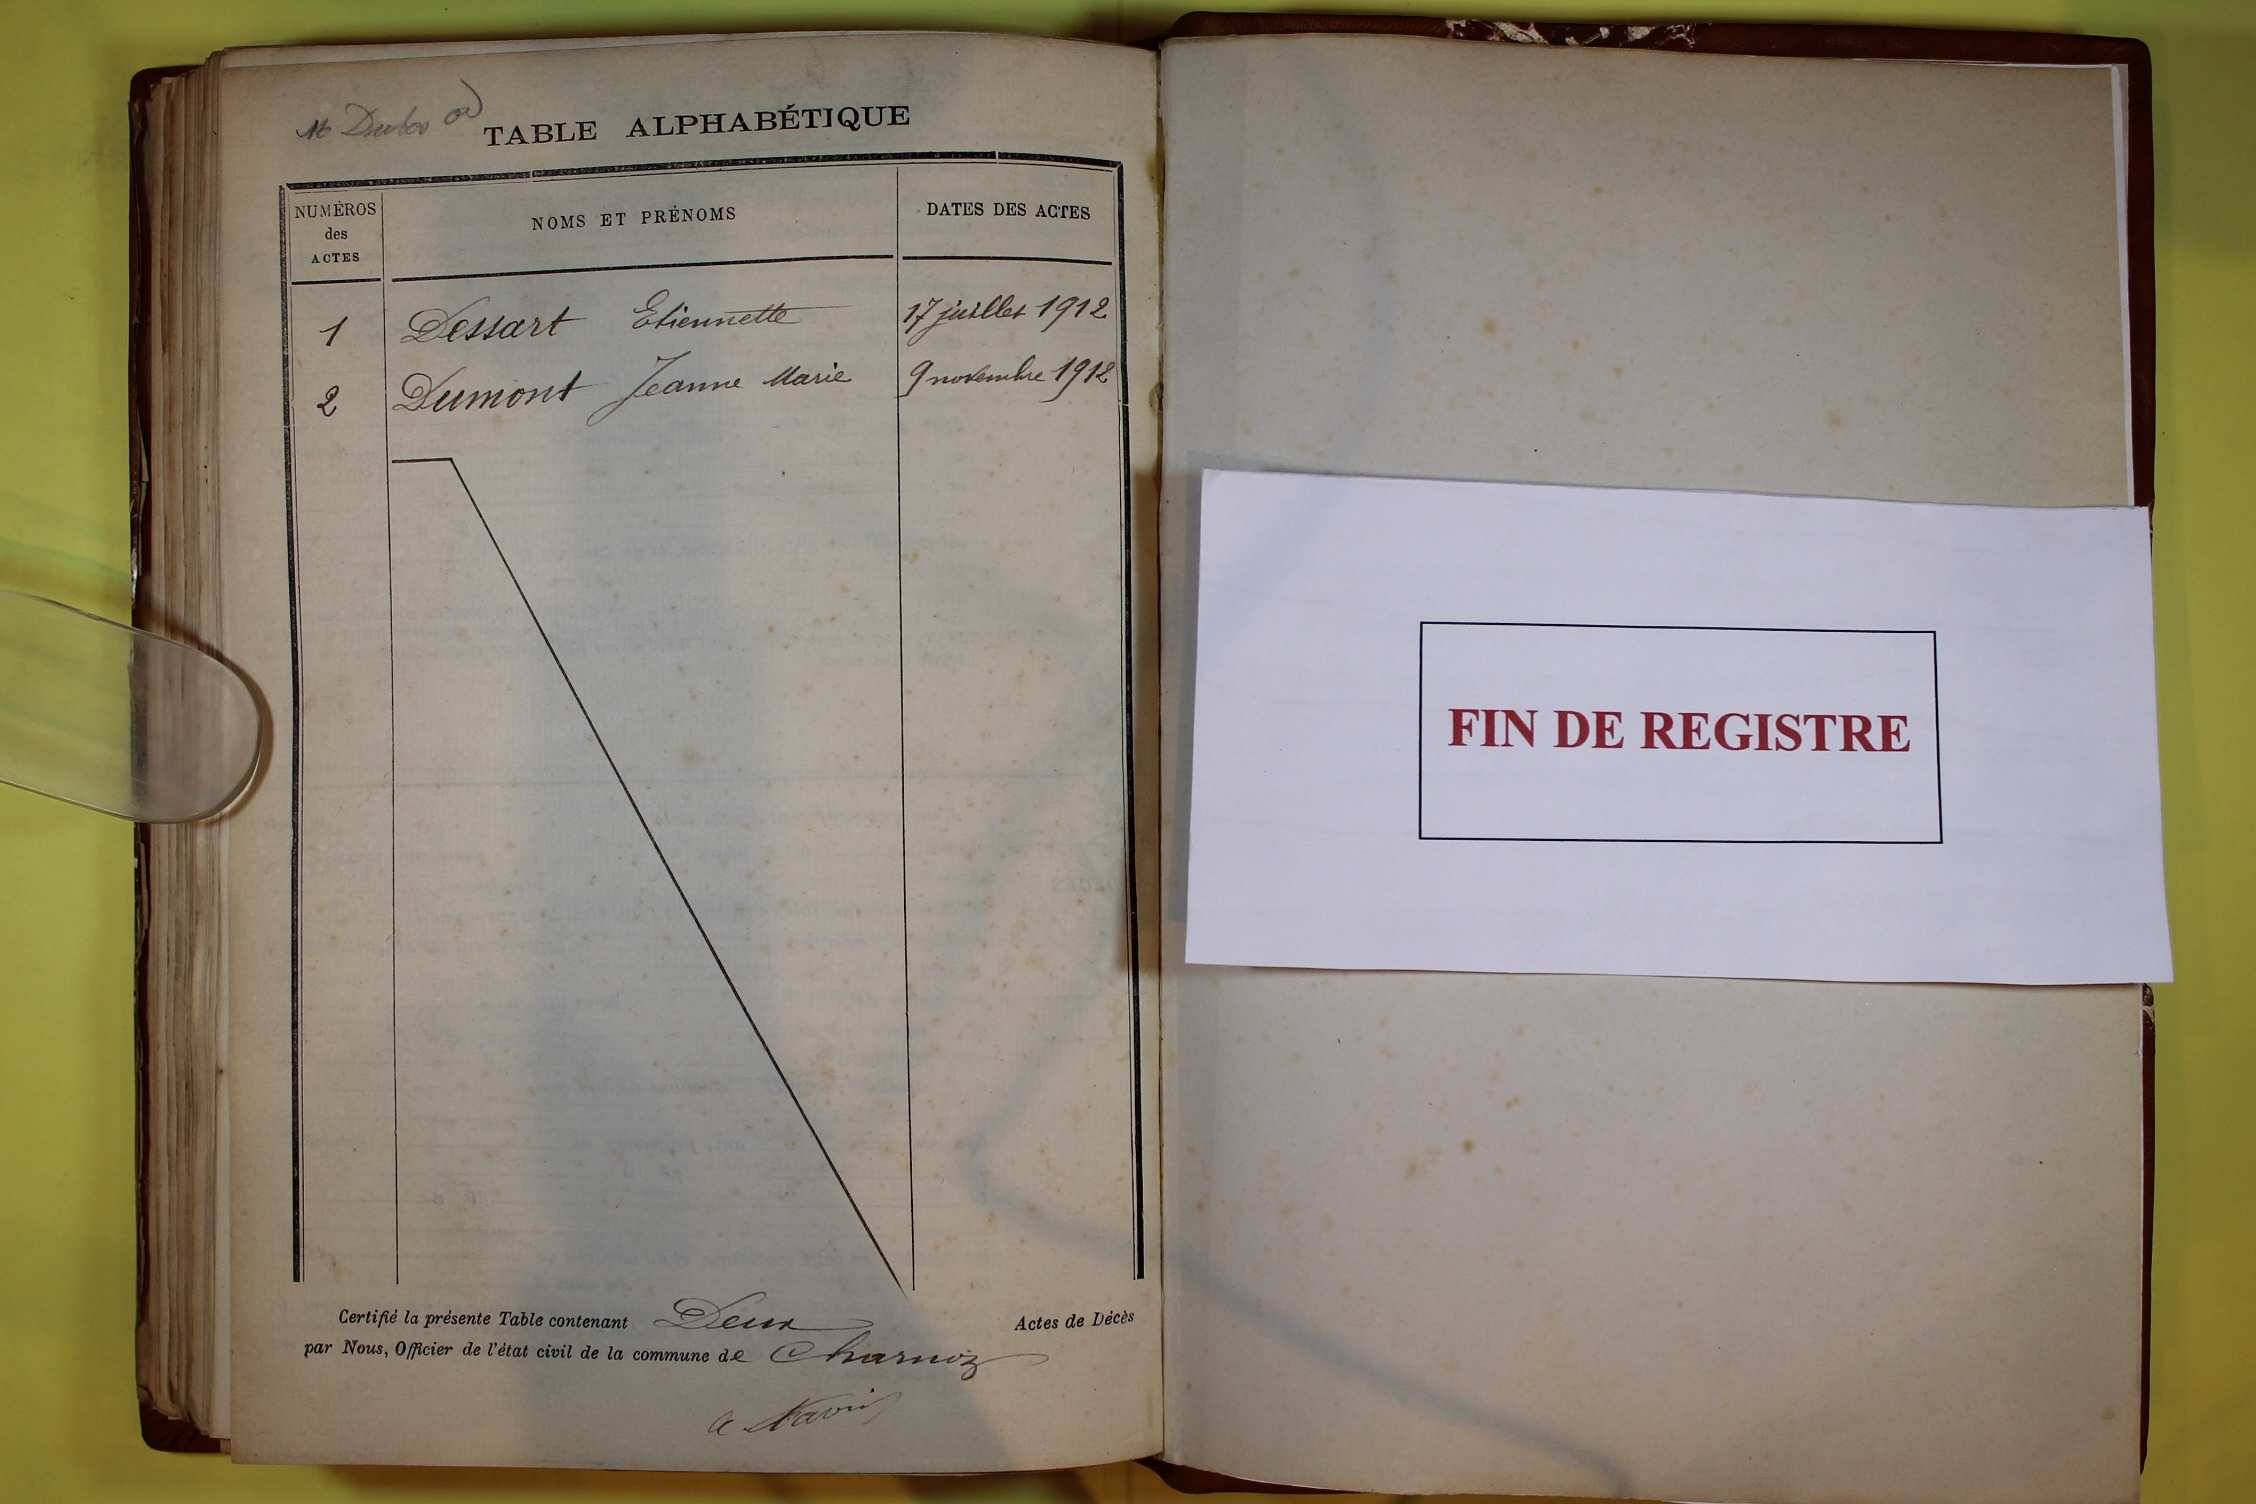 TABLE ALPHABÉTIQUE
NUMÉROS
des
ACTES
NOMS ET PRÉNOMS
DATES DES ACTES
1 Dessart Etiennette 17 juillet 1912
2 Dumont Jeanne Marie 9 novembre 1912
Certifié la présente Table contenant Deux Actes de Décès
par Nous, Officier de l'état civil de la commune de Charnoz
FIN DE REGISTRE